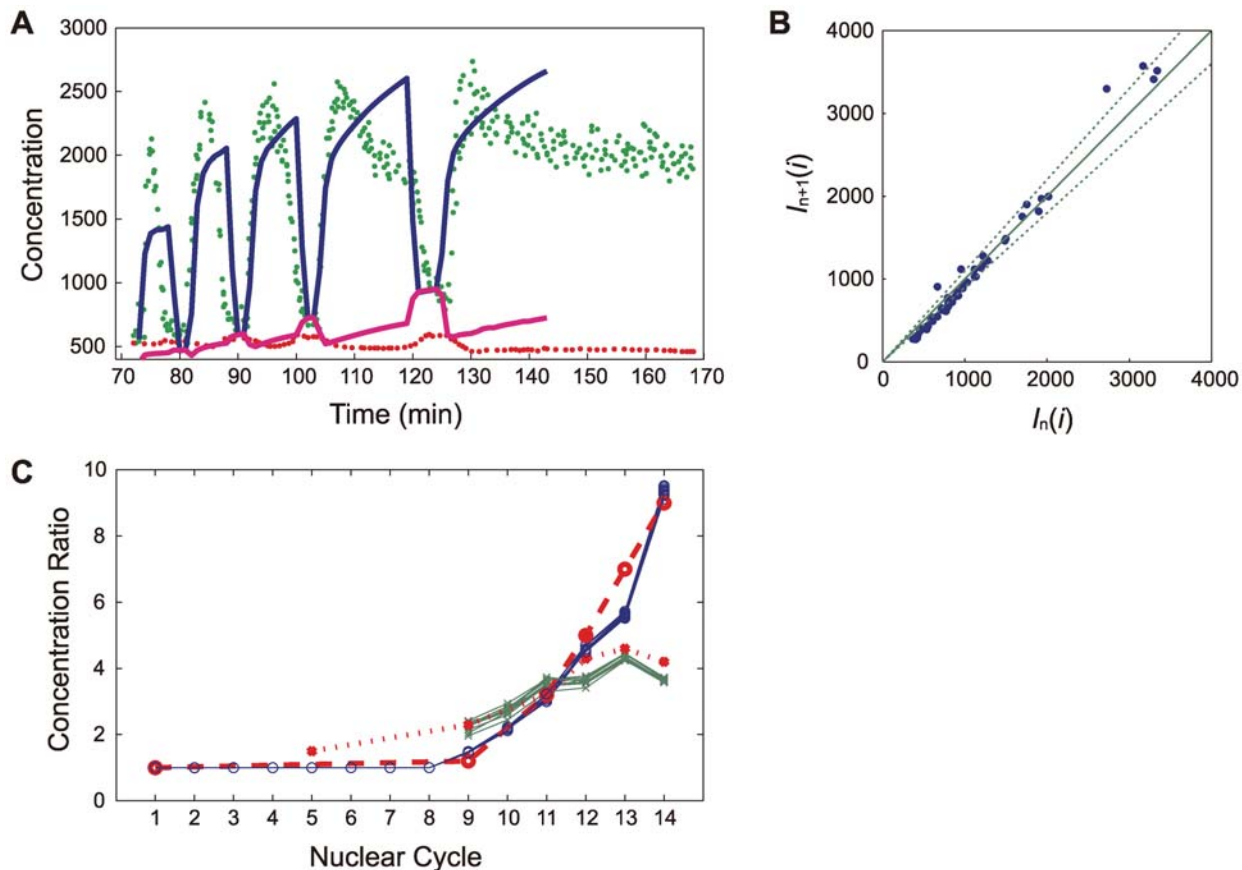 A
3000
2500
2000
1500
1000
500
Concentration
70 80 90 100 110 120 130 140 150 160 170
Time (min)
B
4000
3000
2000
1000
0
Iₙ₊₁(i)
0 1000 2000 3000 4000
Iₙ(i)
C
10
8
6
4
2
0
Concentration Ratio
1 2 3 4 5 6 7 8 9 10 11 12 13 14
Nuclear Cycle